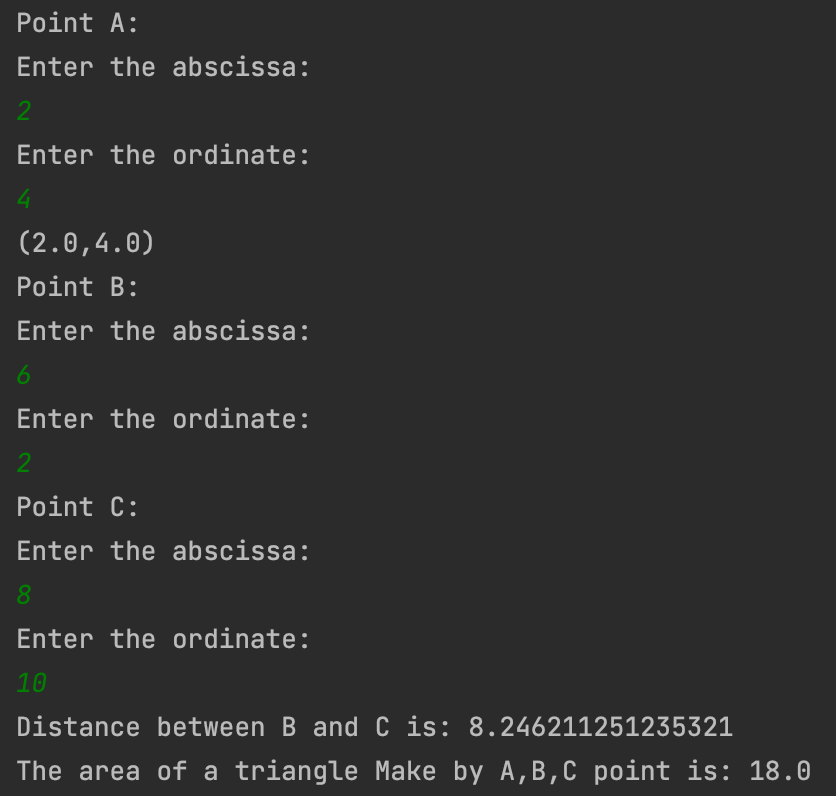 Point A:
Enter the abscissa:
2
Enter the ordinate:
4
(2.0,4.0)
Point B:
Enter the abscissa:
6
Enter the ordinate:
2
Point C:
Enter the abscissa:
8
Enter the ordinate:
10
Distance between B and C is: 8.246211251235321
The area of a triangle Make by A,B,C point is: 18.0